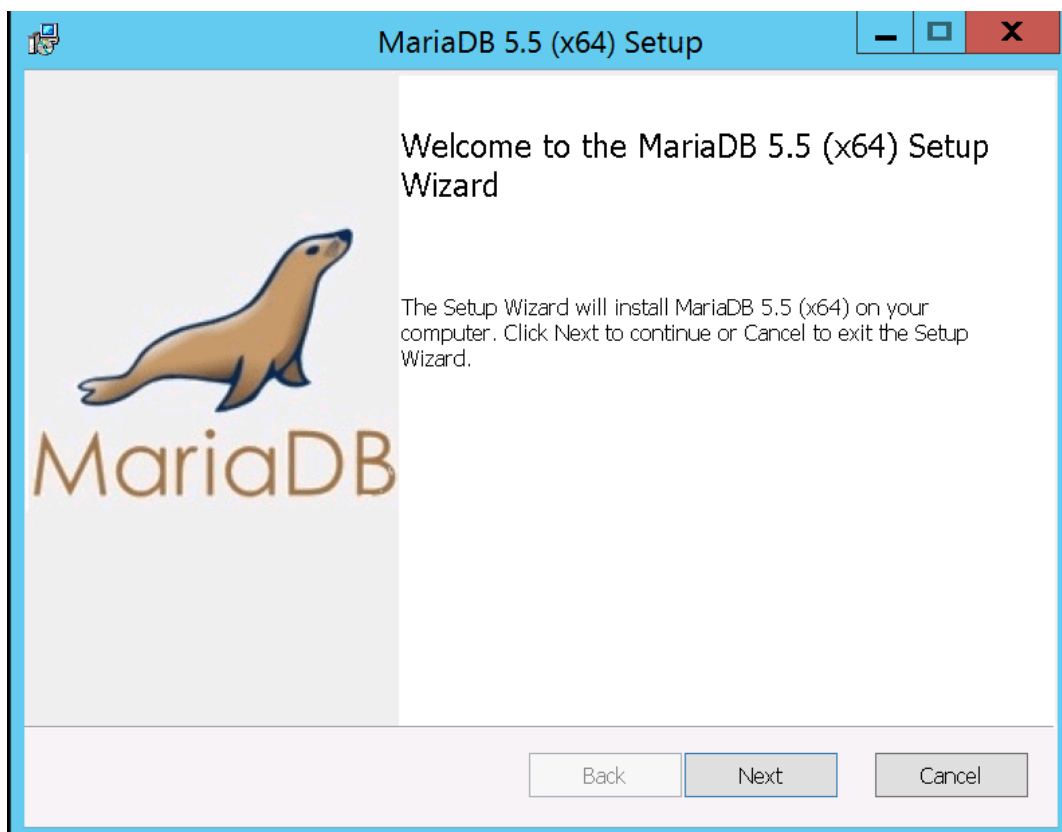 MariaDB 5.5 (x64) Setup
Welcome to the MariaDB 5.5 (x64) Setup
Wizard
The Setup Wizard will install MariaDB 5.5 (x64) on your
computer. Click Next to continue or Cancel to exit the Setup
Wizard.
MariaDB
Back Next Cancel